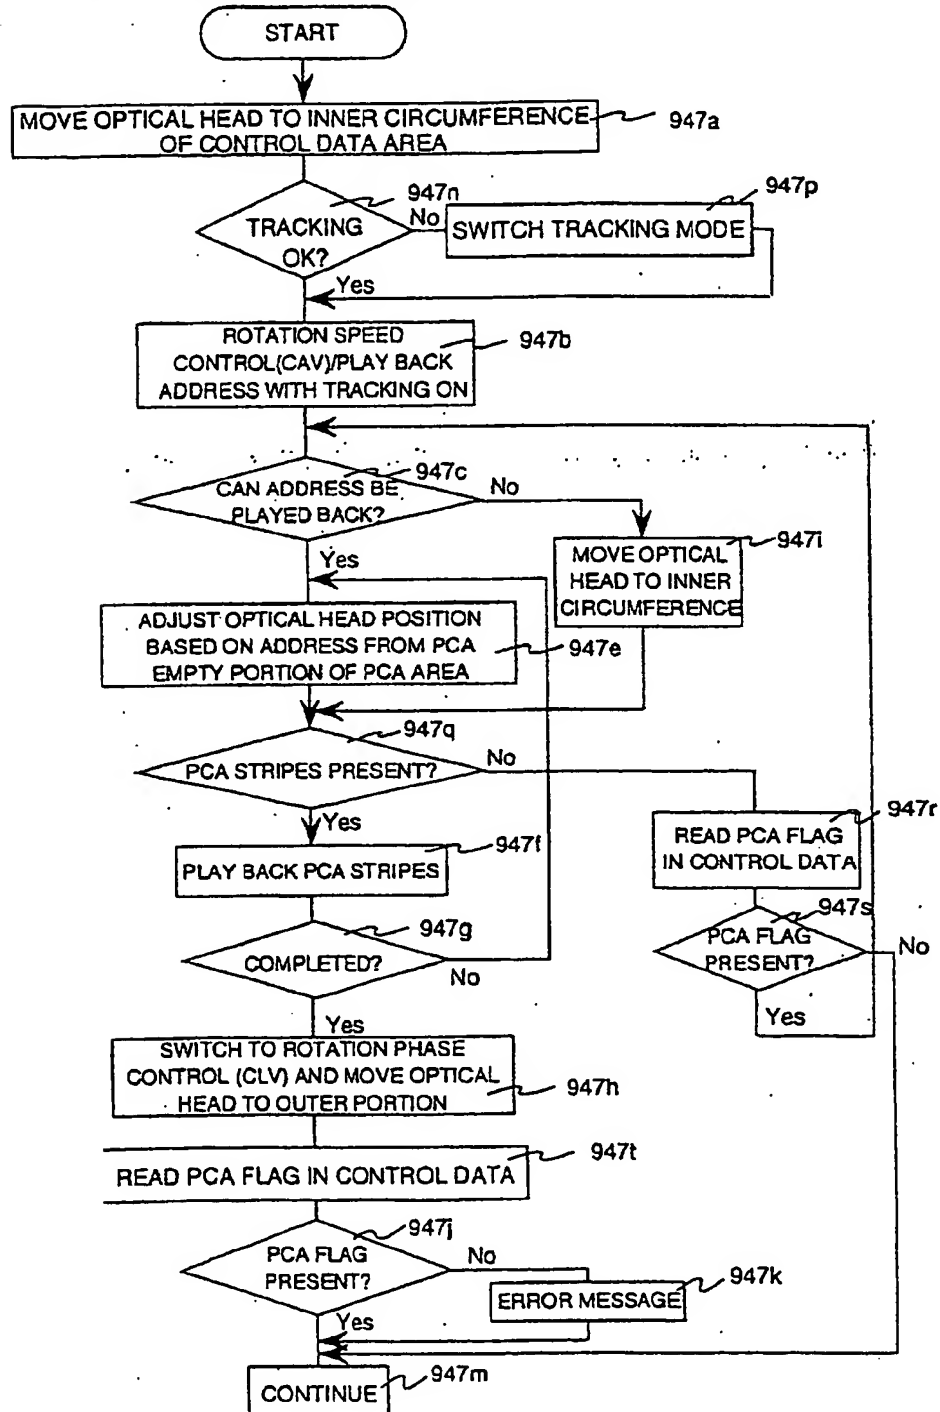 START
MOVE OPTICAL HEAD TO INNER CIRCUMFERENCE
OF CONTROL DATA AREA
947a
947n
TRACKING
OK?
No
947p
SWITCH TRACKING MODE
Yes
ROTATION SPEED
CONTROL(CAV)/PLAY BACK
ADDRESS WITH TRACKING ON
947b
947c
CAN ADDRESS BE
PLAYED BACK?
No
Yes
947i
MOVE OPTICAL
HEAD TO INNER
CIRCUMFERENCE
ADJUST OPTICAL HEAD POSITION
BASED ON ADDRESS FROM PCA
EMPTY PORTION OF PCA AREA
947e
947q
PCA STRIPES PRESENT?
No
Yes
947f
PLAY BACK PCA STRIPES
947r
READ PCA FLAG
IN CONTROL DATA
947g
COMPLETED?
No
Yes
947s
PCA FLAG
PRESENT?
No
Yes
SWITCH TO ROTATION PHASE
CONTROL (CLV) AND MOVE OPTICAL
HEAD TO OUTER PORTION
947h
947t
READ PCA FLAG IN CONTROL DATA
947j
PCA FLAG
PRESENT?
No
Yes
947k
ERROR MESSAGE
947m
CONTINUE